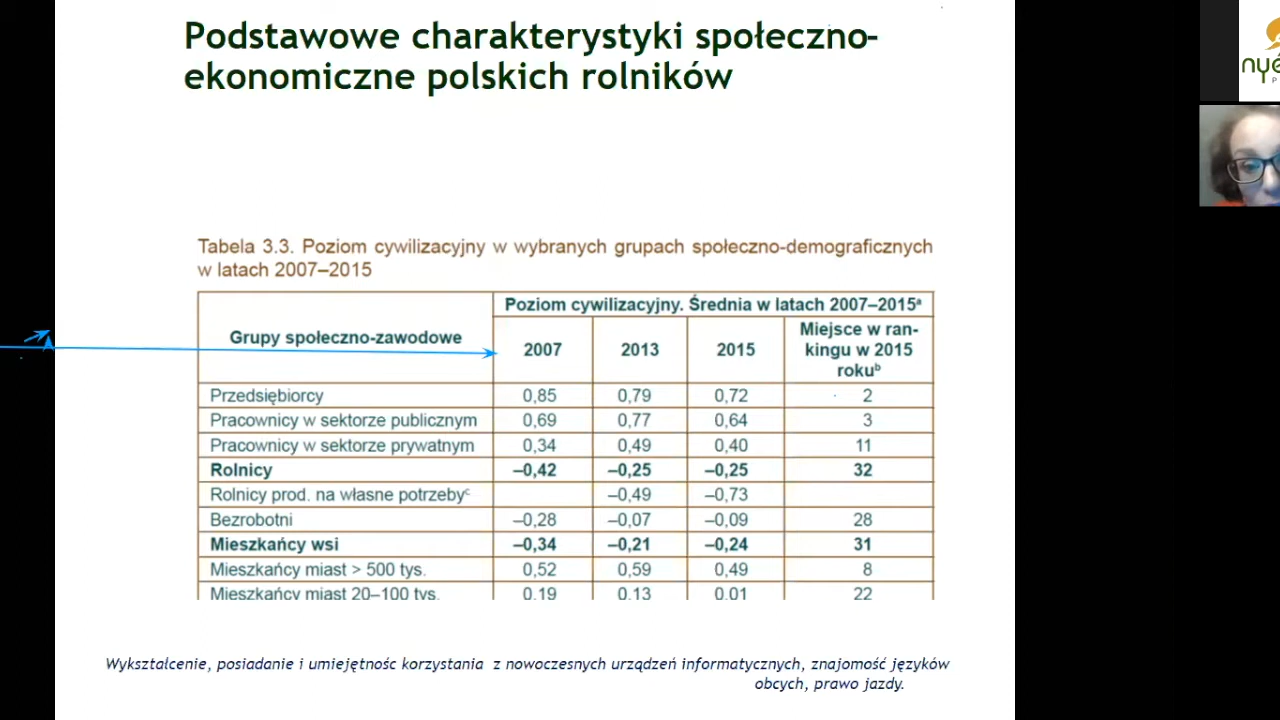 Podstawowe charakterystyki społeczno-
ekonomiczne polskich rolników
Tabela 3.3. Poziom cywilizacyjny w wybranych grupach społeczno-demograficznych
w latach 2007–2015
Grupy społeczno-zawodowe
Poziom cywilizacyjny. Średnia w latach 2007–2015ᵃ
2007 2013 2015 Miejsce w ran-
kingu w 2015
rokuᵇ
Przedsiębiorcy 0,85 0,79 0,72 2
Pracownicy w sektorze publicznym 0,69 0,77 0,64 3
Pracownicy w sektorze prywatnym 0,34 0,49 0,40 11
Rolnicy –0,42 –0,25 –0,25 32
Rolnicy prod. na własne potrzebyᶜ –0,49 –0,73
Bezrobotni –0,28 –0,07 –0,09 28
Mieszkańcy wsi –0,34 –0,21 –0,24 31
Mieszkańcy miast > 500 tys. 0,52 0,59 0,49 8
Mieszkańcy miast 20–100 tys. 0,19 0,13 0,01 22
Wykształcenie, posiadanie i umiejętnośc korzystania z nowoczesnych urządzeń informatycznych, znajomość języków
obcych, prawo jazdy.